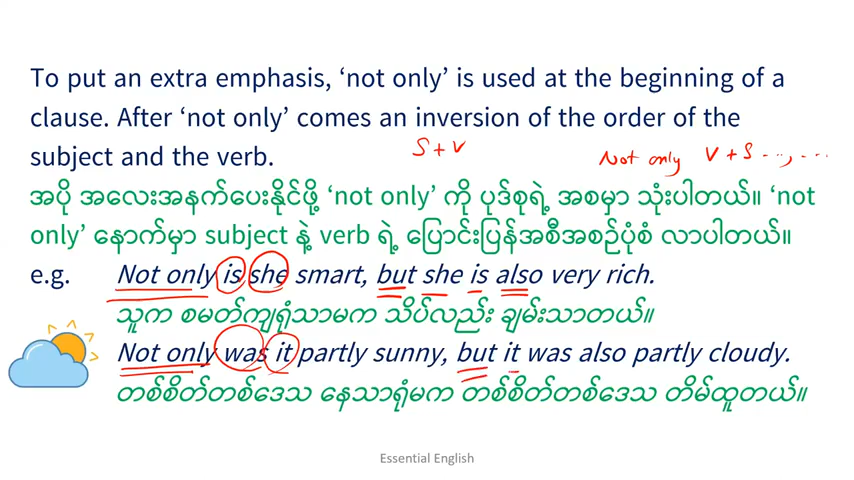 To put an extra emphasis, ‘not only’ is used at the beginning of a
clause. After ‘not only’ comes an inversion of the order of the
subject and the verb.
S + V
Not only V + S ...., ....
အပို အလေးအနက်ပေးနိုင်ဖို့ ‘not only’ ကို ပုဒ်စုရဲ့ အစမှာ သုံးပါတယ်။ ‘not
only’ နောက်မှာ subject နဲ့ verb ရဲ့ ပြောင်းပြန်အစီအစဉ်ပုံစံ လာပါတယ်။
e.g. Not only is she smart, but she is also very rich.
သူက စမတ်ကျရုံသာမက သိပ်လည်း ချမ်းသာတယ်။
Not only was it partly sunny, but it was also partly cloudy.
တစ်စိတ်တစ်ဒေသ နေသာရုံမက တစ်စိတ်တစ်ဒေသ တိမ်ထူတယ်။
Essential English